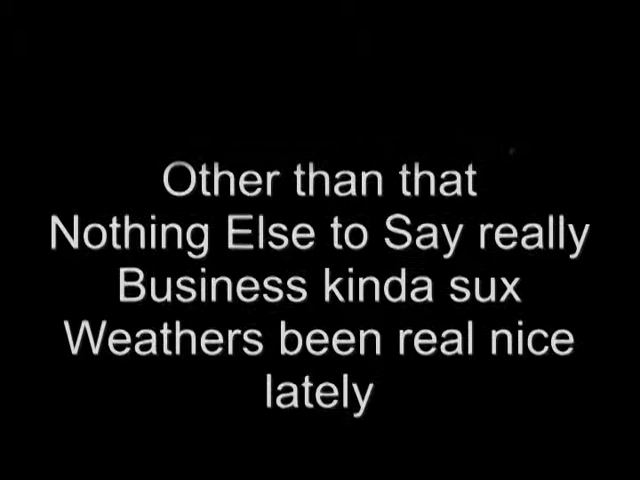 Other than that
Nothing Else to Say really
Business kinda sux
Weathers been real nice
lately